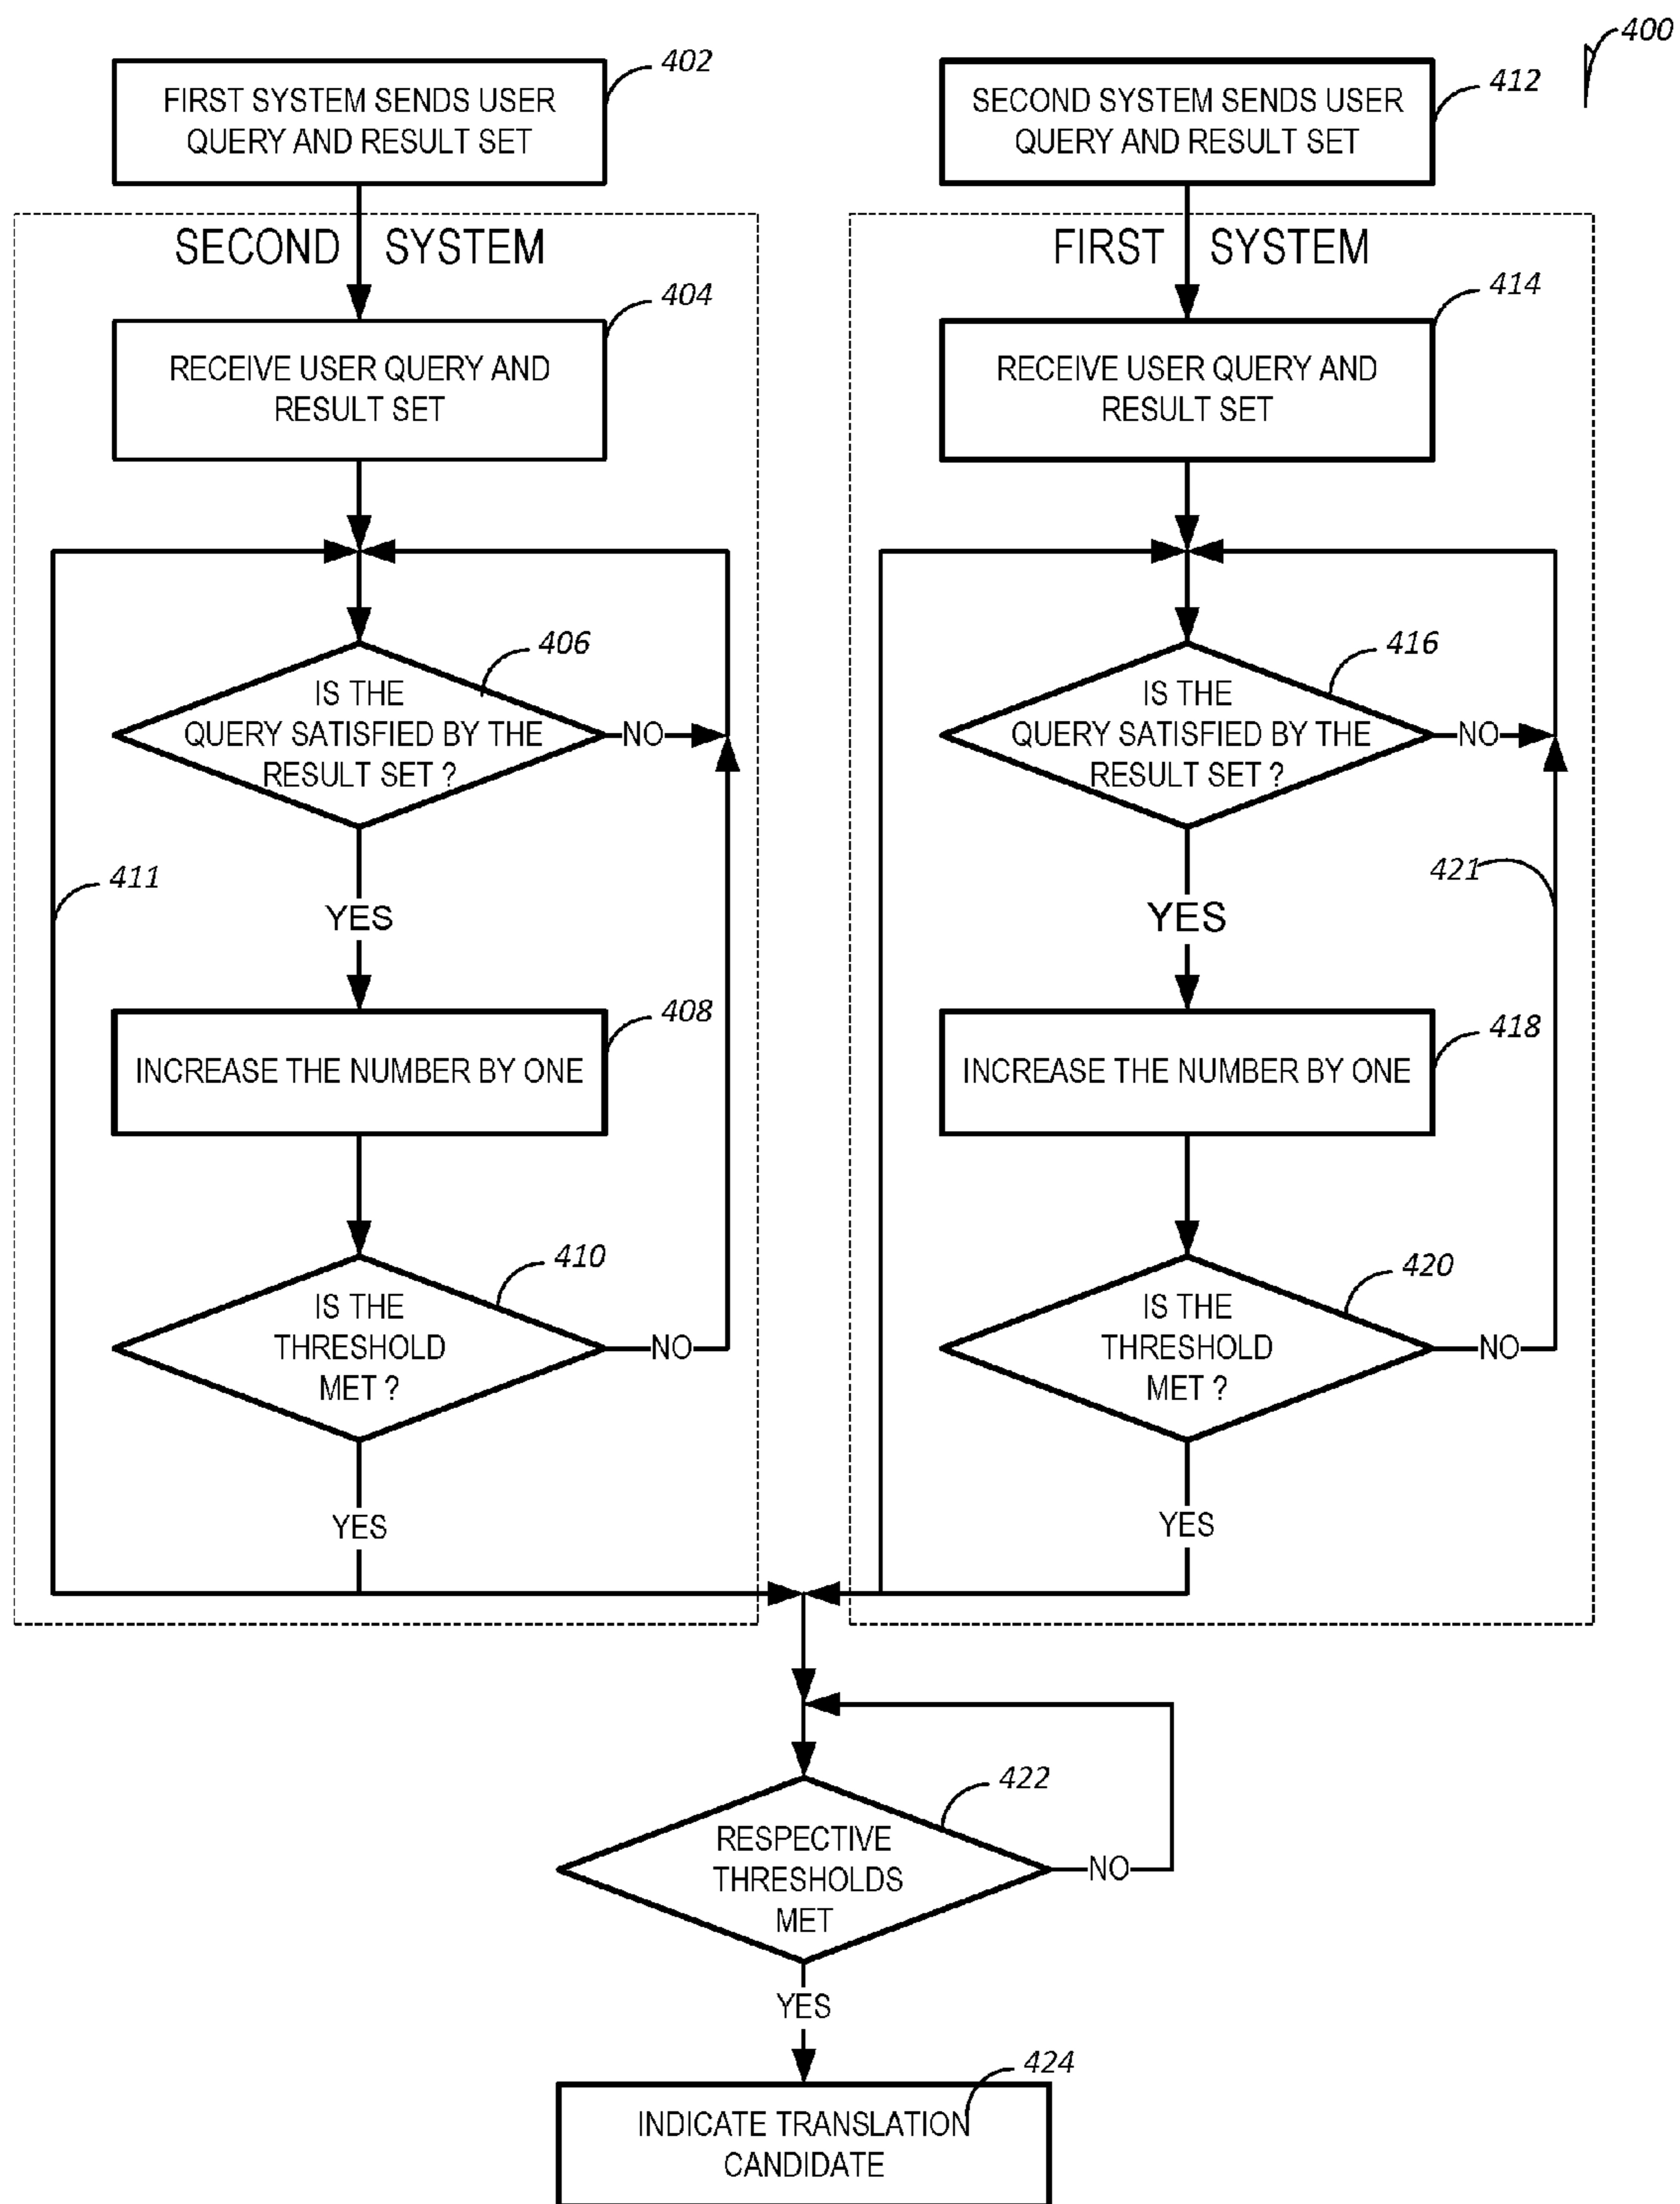 400
402
FIRST SYSTEM SENDS USER
QUERY AND RESULT SET
412
SECOND SYSTEM SENDS USER
QUERY AND RESULT SET
SECOND SYSTEM
404
RECEIVE USER QUERY AND
RESULT SET
406
IS THE
QUERY SATISFIED BY THE
RESULT SET ?
NO
411
YES
408
INCREASE THE NUMBER BY ONE
410
IS THE
THRESHOLD
MET ?
NO
YES
FIRST SYSTEM
414
RECEIVE USER QUERY AND
RESULT SET
416
IS THE
QUERY SATISFIED BY THE
RESULT SET ?
NO
421
YES
418
INCREASE THE NUMBER BY ONE
420
IS THE
THRESHOLD
MET ?
NO
YES
422
RESPECTIVE
THRESHOLDS
MET
NO
YES
424
INDICATE TRANSLATION
CANDIDATE